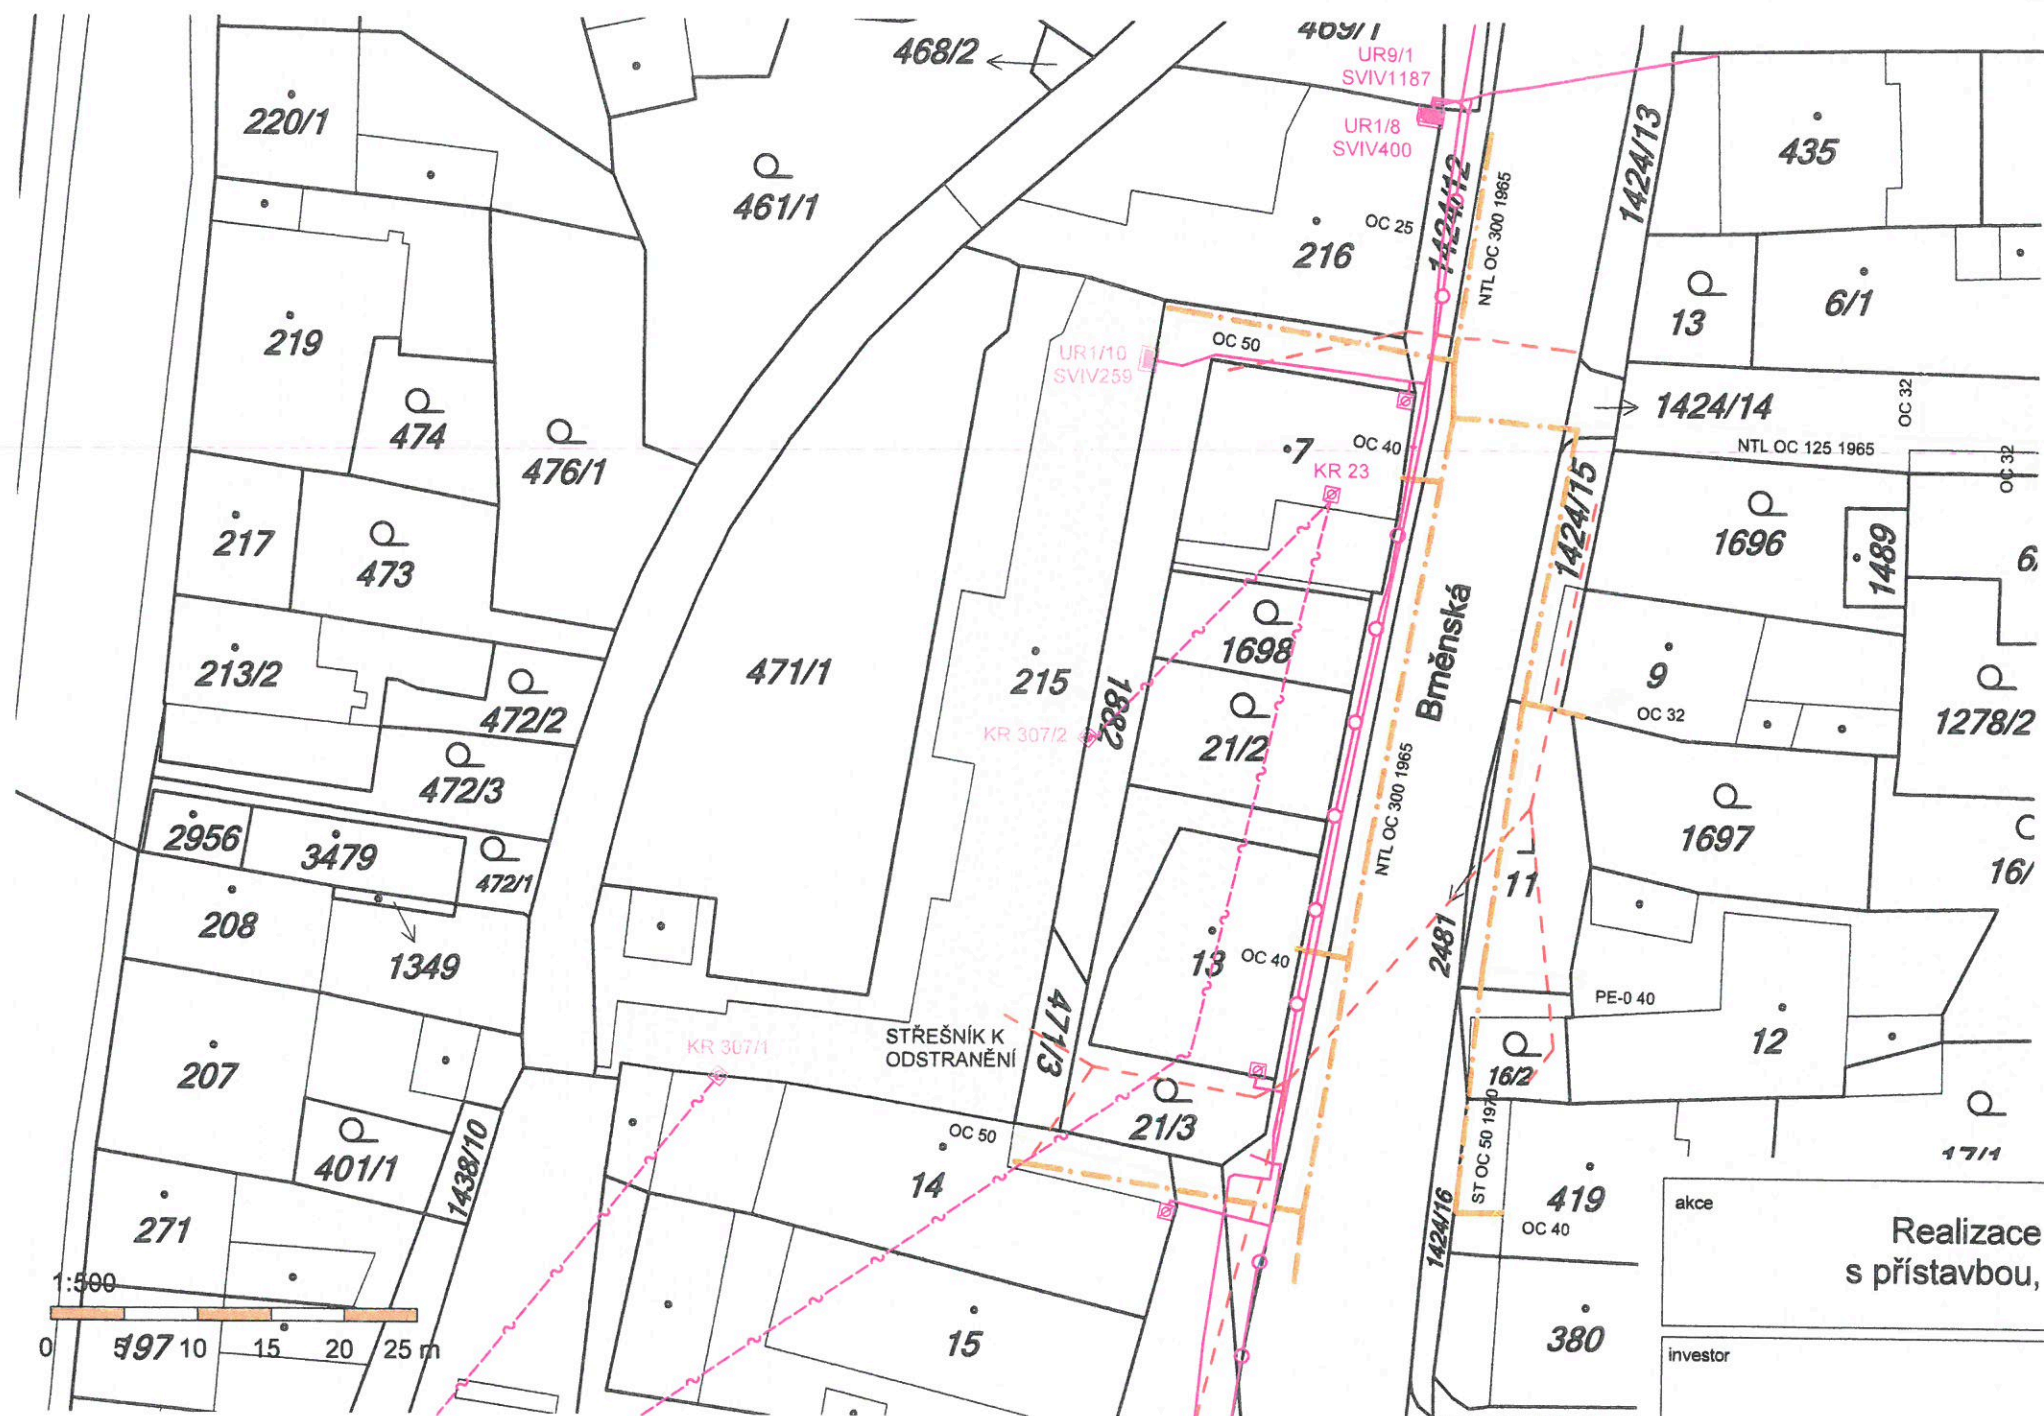 468/2
469/1
UR9/1
SVIV1187
220/1
UR1/8
SVIV400
435
1424/13
461/1
1424/12
NTL OC 300 1965
OC 25
216
219
13
6/1
UR1/10
SVIV259
OC 50
474
476/1
1424/14
OC 32
NTL OC 125 1965
OC 32
7
OC 40
KR 23
217
473
1424/15
1696
1489
6,
213/2
472/2
471/1
215
1698
Brněnská
9
OC 32
1278/2
KR 307/2
1882
21/2
472/3
NTL OC 300 1965
2956
3479
472/1
1697
16/
11
208
1349
13
OC 40
2481
PE-0 40
STŘEŠNÍK K
ODSTRANĚNÍ
471/3
KR 307/1
207
12
16/2
401/1
1438/10
OC 50
21/3
ST OC 50 1970
17/1
14
271
1424/16
419
OC 40
akce
Realizace
s přístavbou,
1:500
0 5 10 15 20 25 m
197
15
380
investor